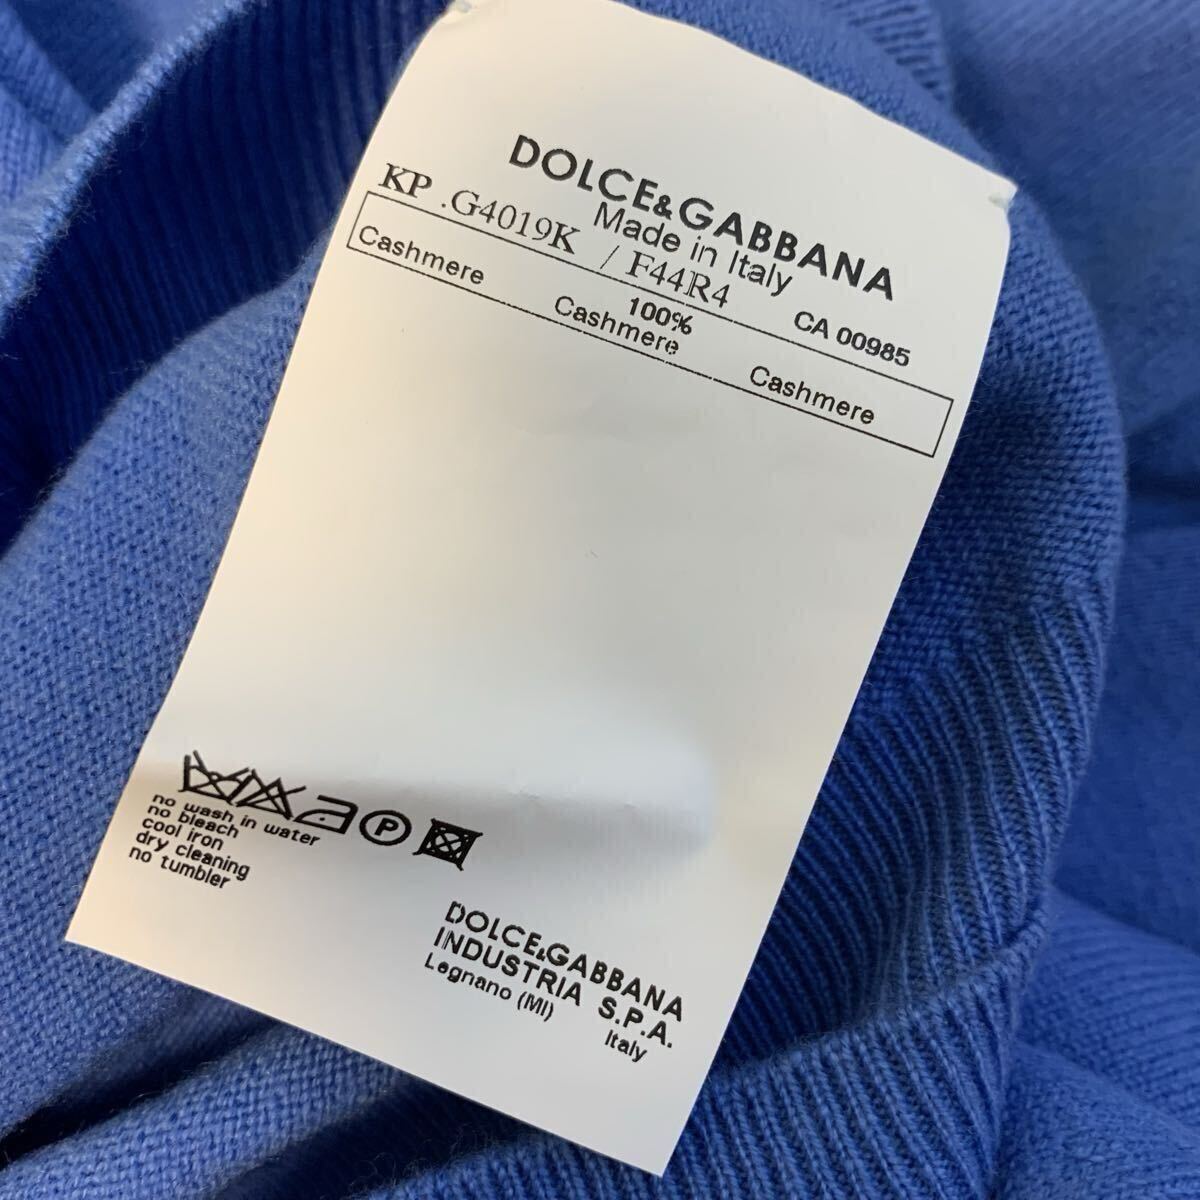 DOLCE&GABBANA
Made in Italy
KP .G4019K / F44R4 CA 00985
100%
Cashmere Cashmere Cashmere
P
no wash in water
no bleach
cool iron
dry cleaning
no tumbler
DOLCE&GABBANA
INDUSTRIA S.P.A.
Legnano (MI) Italy